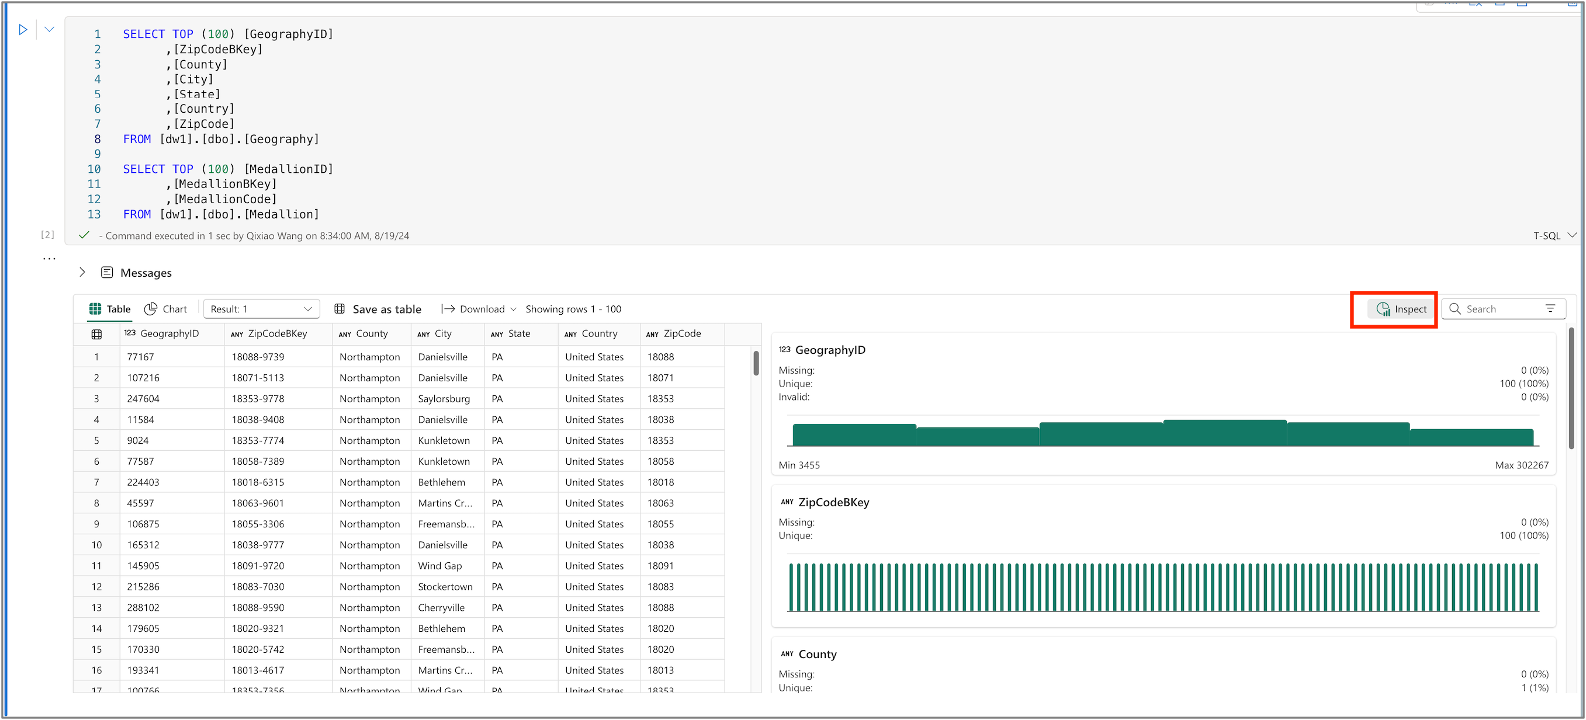 1 SELECT TOP (100) [GeographyID]
2 ,[ZipCodeBKey]
3 ,[County]
4 ,[City]
5 ,[State]
6 ,[Country]
7 ,[ZipCode]
8 FROM [dw1].[dbo].[Geography]
9
10 SELECT TOP (100) [MedallionID]
11 ,[MedallionBKey]
12 ,[MedallionCode]
13 FROM [dw1].[dbo].[Medallion]
[2] - Command executed in 1 sec by Qixiao Wang on 8:34:00 AM, 8/19/24 T-SQL
...
Messages
Table Chart Result: 1 Save as table Download Showing rows 1 - 100 Inspect Search
123 GeographyID ANY ZipCodeBKey ANY County ANY City ANY State ANY Country ANY ZipCode
1 77167 18088-9739 Northampton Danielsville PA United States 18088
2 107216 18071-5113 Northampton Danielsville PA United States 18071
3 247604 18353-9778 Northampton Saylorsburg PA United States 18353
4 11584 18038-9408 Northampton Danielsville PA United States 18038
5 9024 18353-7774 Northampton Kunkletown PA United States 18353
6 77587 18058-7389 Northampton Kunkletown PA United States 18058
7 224403 18018-6315 Northampton Bethlehem PA United States 18018
8 45597 18063-9601 Northampton Martins Cr... PA United States 18063
9 106875 18055-3306 Northampton Freemansb... PA United States 18055
10 165312 18038-9777 Northampton Danielsville PA United States 18038
11 145905 18091-9720 Northampton Wind Gap PA United States 18091
12 215286 18083-7030 Northampton Stockertown PA United States 18083
13 288102 18088-9590 Northampton Cherryville PA United States 18088
14 179605 18020-9321 Northampton Bethlehem PA United States 18020
15 170330 18020-5742 Northampton Freemansb... PA United States 18020
16 193341 18013-4617 Northampton Martins Cr... PA United States 18013
17 100766 18353-7356 Northampton Wind Gap PA United States 18353
123 GeographyID
Missing: 0 (0%)
Unique: 100 (100%)
Invalid: 0 (0%)
Min 3455 Max 302267
ANY ZipCodeBKey
Missing: 0 (0%)
Unique: 100 (100%)
ANY County
Missing: 0 (0%)
Unique: 1 (1%)